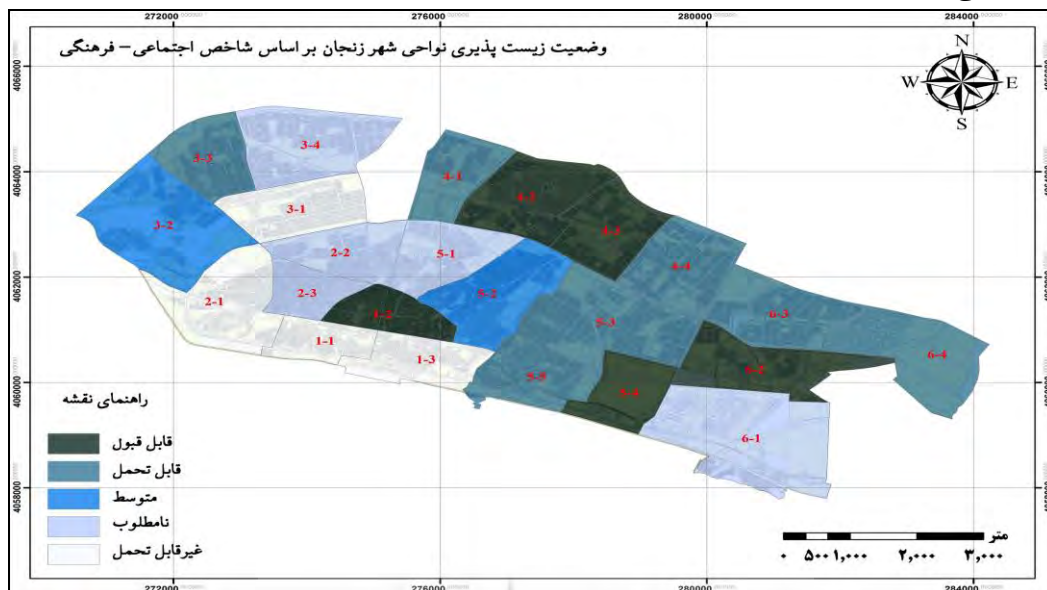 272000
276000
280000
284000
وضعیت زیست پذیری نواحی شهر زنجان بر اساس شاخص اجتماعی – فرهنگی
N
W E
S
4066000
4064000
4062000
4060000
4058000
3-4
3-3
4-1
3-1
3-2
2-2
5-1
4-4
2-3
5-2
2-1
1-2
5-3
6-3
1-1
1-3
6-4
6-2
5-5
5-4
6-1
راهنمای نقشه
قابل قبول
قابل تحمل
متوسط
نامطلوب
غیرقابل تحمل
متر
۰ ۵۰۰ ۱,۰۰۰ ۲,۰۰۰ ۳,۰۰۰
272000
276000
280000
284000